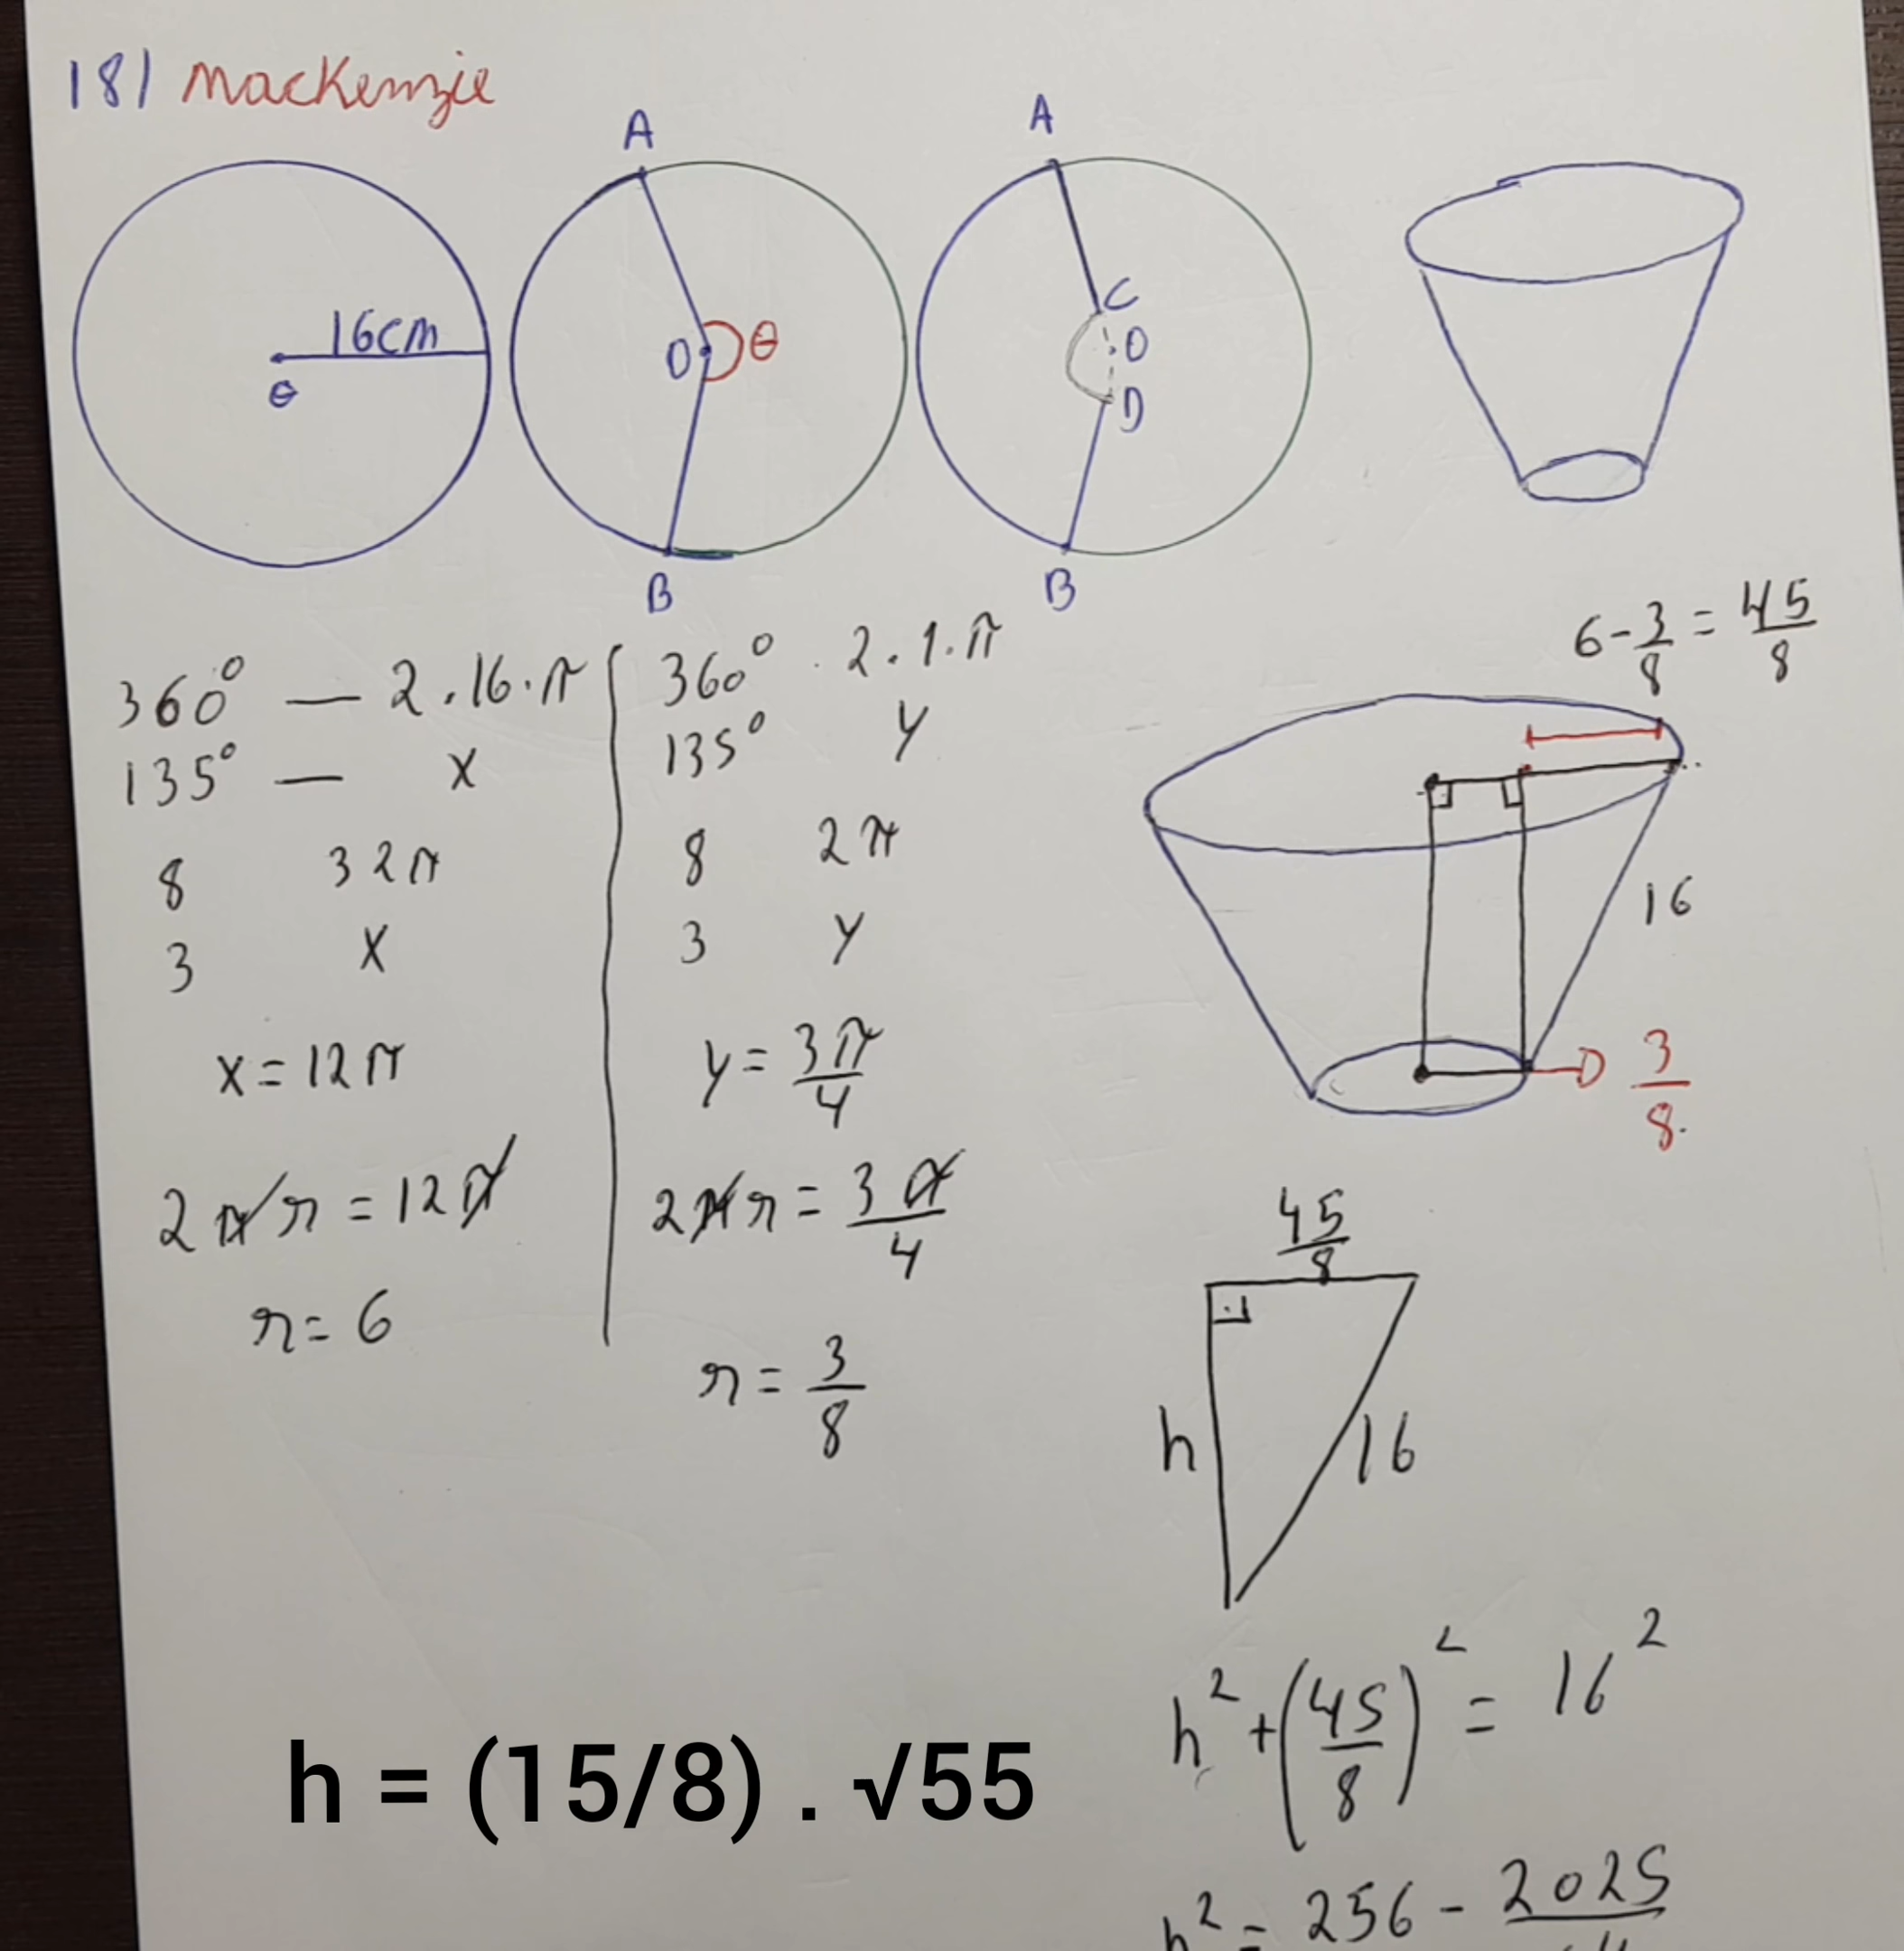 181 Mackenzie
16cm
O
A
O θ
B
A
C
O
D
B
360° — 2.16.π
135° — x
8 32π
3 x
x = 12π
2πr = 12π
r = 6
360° . 2.1.π
135° y
8 2π
3 y
y = 3π/4
2πr = 3π/4
r = 3/8
6 - 3/8 = 45/8
16
3/8
45/8
h 16
h² + (45/8)² = 16²
h² = 256 - 2025
h = (15/8) . √55